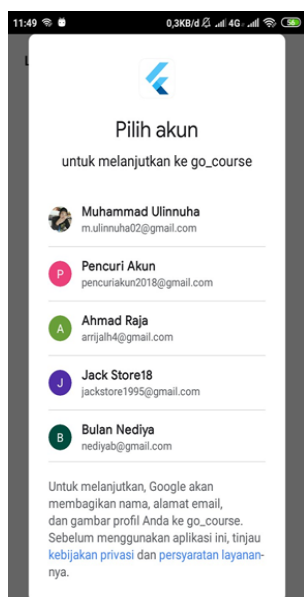 11:49 0,3KB/d 4G 56
L
Pilih akun
untuk melanjutkan ke go_course
Muhammad Ulinnuha
m.ulinnuha02@gmail.com
P
Pencuri Akun
pencuriakun2018@gmail.com
A
Ahmad Raja
arrijalh4@gmail.com
J
Jack Store18
jackstore1995@gmail.com
B
Bulan Nediya
nediyab@gmail.com
Untuk melanjutkan, Google akan
membagikan nama, alamat email,
dan gambar profil Anda ke go_course.
Sebelum menggunakan aplikasi ini, tinjau
kebijakan privasi dan persyaratan layanan-
nya.